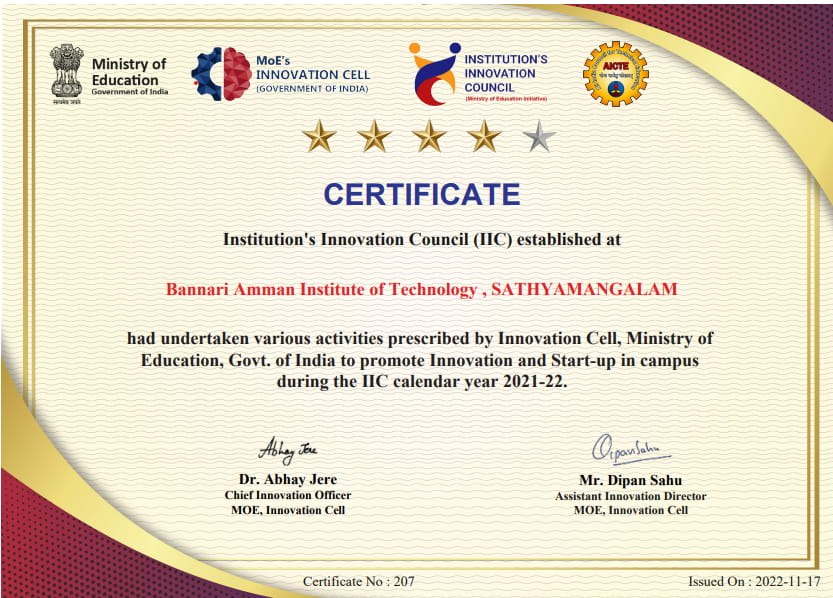 Ministry of
Education
Government of India
सत्यमेव जयते
MoE's
INNOVATION CELL
(GOVERNMENT OF INDIA)
INSTITUTION'S
INNOVATION
COUNCIL
(Ministry of Education Initiative)
AICTE
CERTIFICATE
Institution's Innovation Council (IIC) established at
Bannari Amman Institute of Technology , SATHYAMANGALAM
had undertaken various activities prescribed by Innovation Cell, Ministry of
Education, Govt. of India to promote Innovation and Start-up in campus
during the IIC calendar year 2021-22.
Abhay Jere
Dr. Abhay Jere
Chief Innovation Officer
MOE, Innovation Cell
Dipan Sahu
Mr. Dipan Sahu
Assistant Innovation Director
MOE, Innovation Cell
Certificate No : 207
Issued On : 2022-11-17